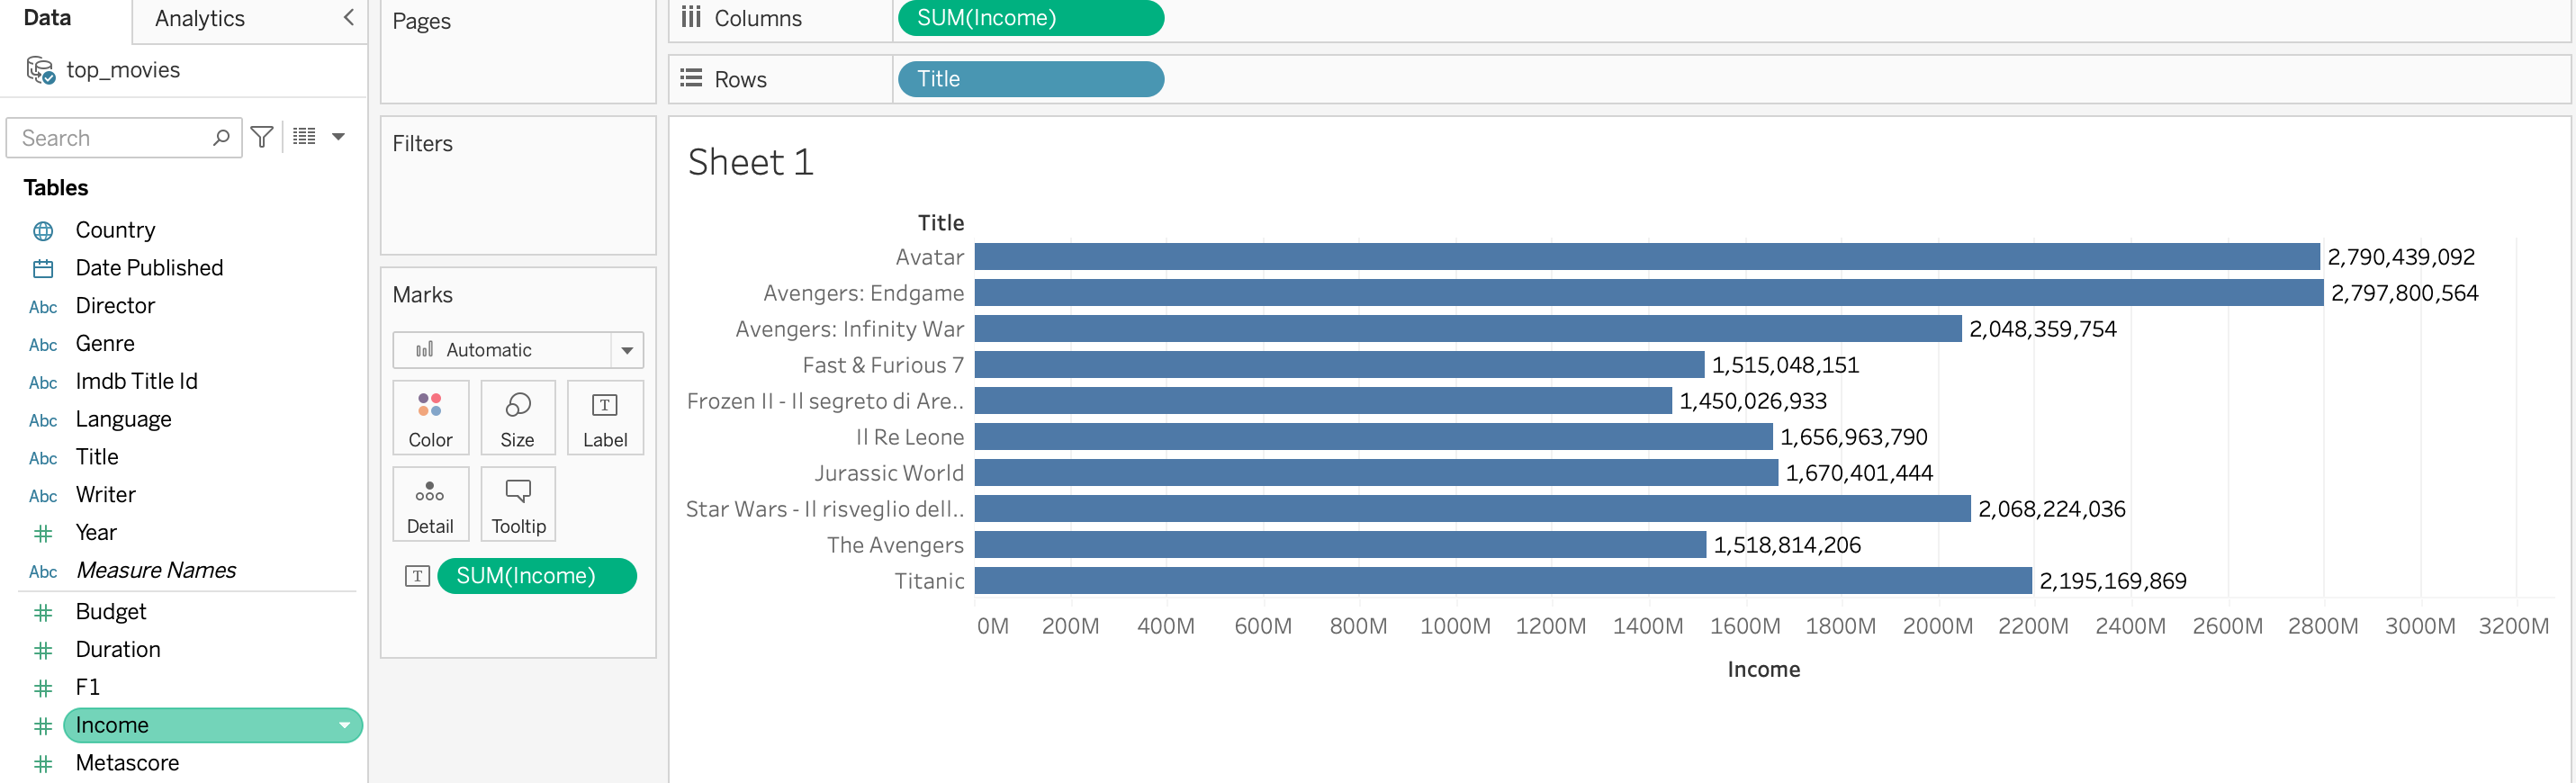 Data
Analytics
top_movies
Search
Tables
Country
Date Published
Abc Director
Abc Genre
Abc Imdb Title Id
Abc Language
Abc Title
Abc Writer
# Year
Abc Measure Names
# Budget
# Duration
# F1
# Income
# Metascore
Pages
Filters
Marks
Automatic
Color
Size
T
Label
Detail
Tooltip
T SUM(Income)
Columns SUM(Income)
Rows Title
Sheet 1
Title
Avatar 2,790,439,092
Avengers: Endgame 2,797,800,564
Avengers: Infinity War 2,048,359,754
Fast & Furious 7 1,515,048,151
Frozen II - Il segreto di Are.. 1,450,026,933
Il Re Leone 1,656,963,790
Jurassic World 1,670,401,444
Star Wars - Il risveglio dell.. 2,068,224,036
The Avengers 1,518,814,206
Titanic 2,195,169,869
0M 200M 400M 600M 800M 1000M 1200M 1400M 1600M 1800M 2000M 2200M 2400M 2600M 2800M 3000M 3200M
Income